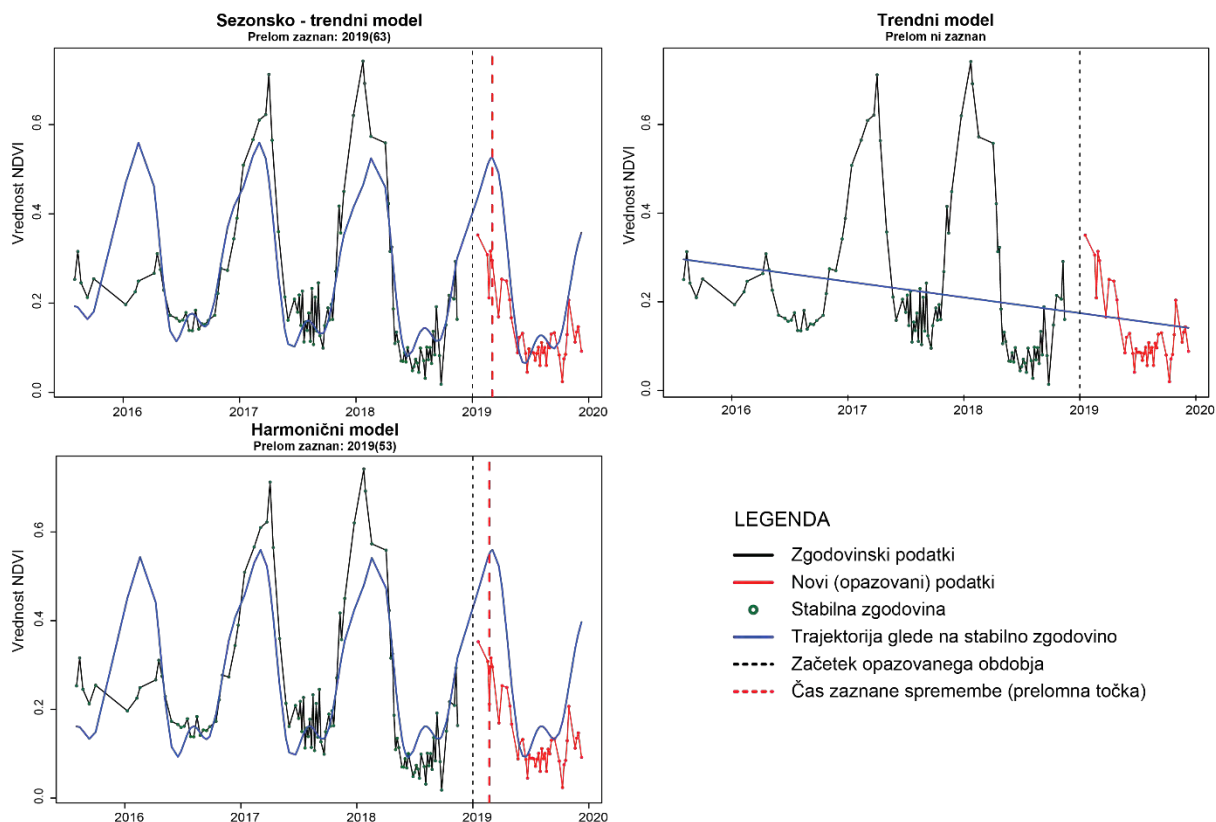 Sezonsko - trendni model
Prelom zaznan: 2019(63)
Vrednost NDVI
0.6
0.4
0.2
0.0
2016 2017 2018 2019 2020
Trendni model
Prelom ni zaznan
Vrednost NDVI
0.6
0.4
0.2
0.0
2016 2017 2018 2019 2020
Harmonični model
Prelom zaznan: 2019(53)
Vrednost NDVI
0.6
0.4
0.2
0.0
2016 2017 2018 2019 2020
LEGENDA
Zgodovinski podatki
Novi (opazovani) podatki
Stabilna zgodovina
Trajektorija glede na stabilno zgodovino
Začetek opazovanega obdobja
Čas zaznane spremembe (prelomna točka)